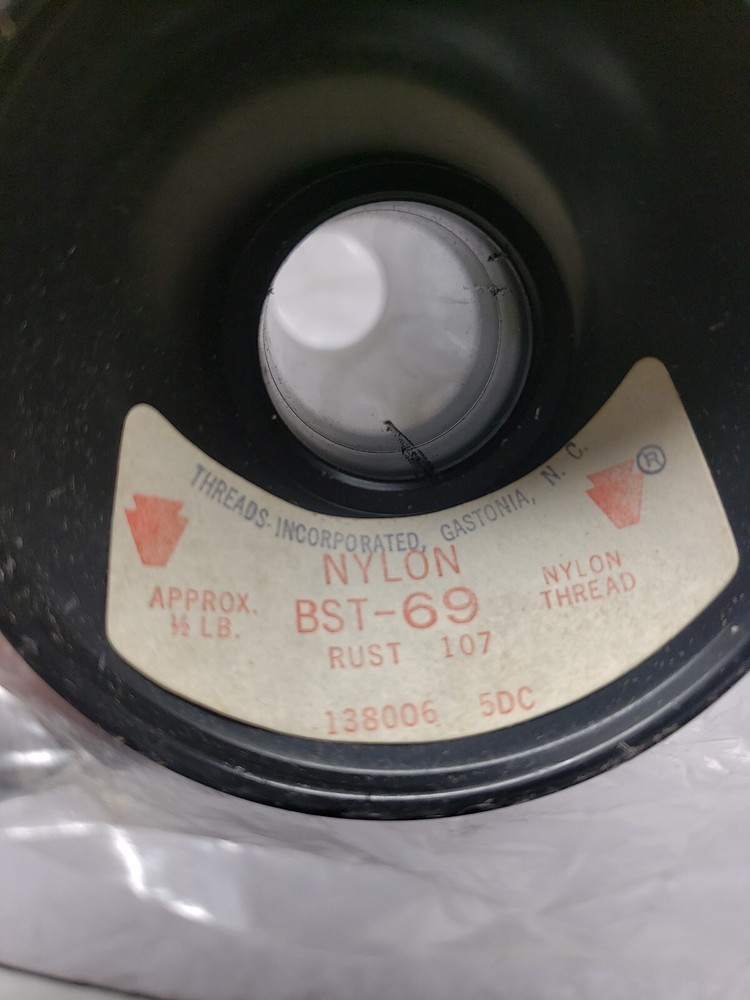 THREADS-INCORPORATED, GASTONIA, N. C.
®
NYLON
APPROX.
½ LB.
BST-69
NYLON
THREAD
RUST 107
138006 5DC